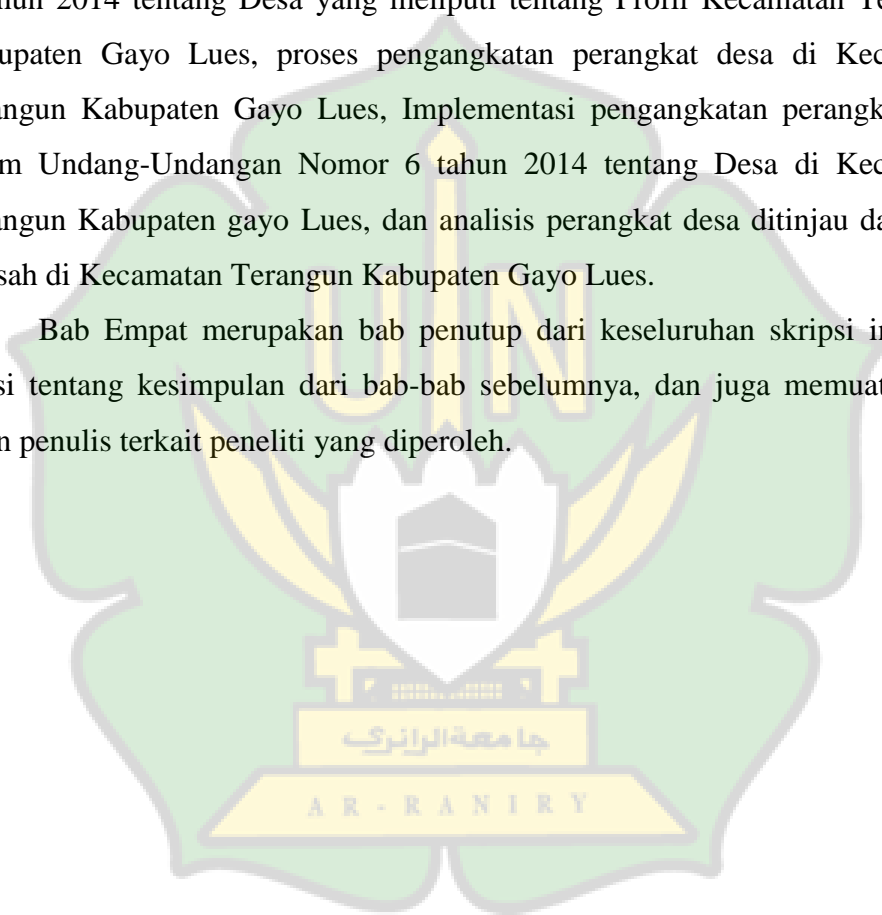 hun 2014 tentang Desa yang meliputi tentang Profil Kecamatan Te
upaten Gayo Lues, proses pengangkatan perangkat desa di Kec
angun Kabupaten Gayo Lues, Implementasi pengangkatan perangk
m Undang-Undangan Nomor 6 tahun 2014 tentang Desa di Kec
angun Kabupaten gayo Lues, dan analisis perangkat desa ditinjau da
sah di Kecamatan Terangun Kabupaten Gayo Lues.
Bab Empat merupakan bab penutup dari keseluruhan skripsi in
si tentang kesimpulan dari bab-bab sebelumnya, dan juga memuat
n penulis terkait peneliti yang diperoleh.
UIN
جامعةالرانري
AR-RANIRY